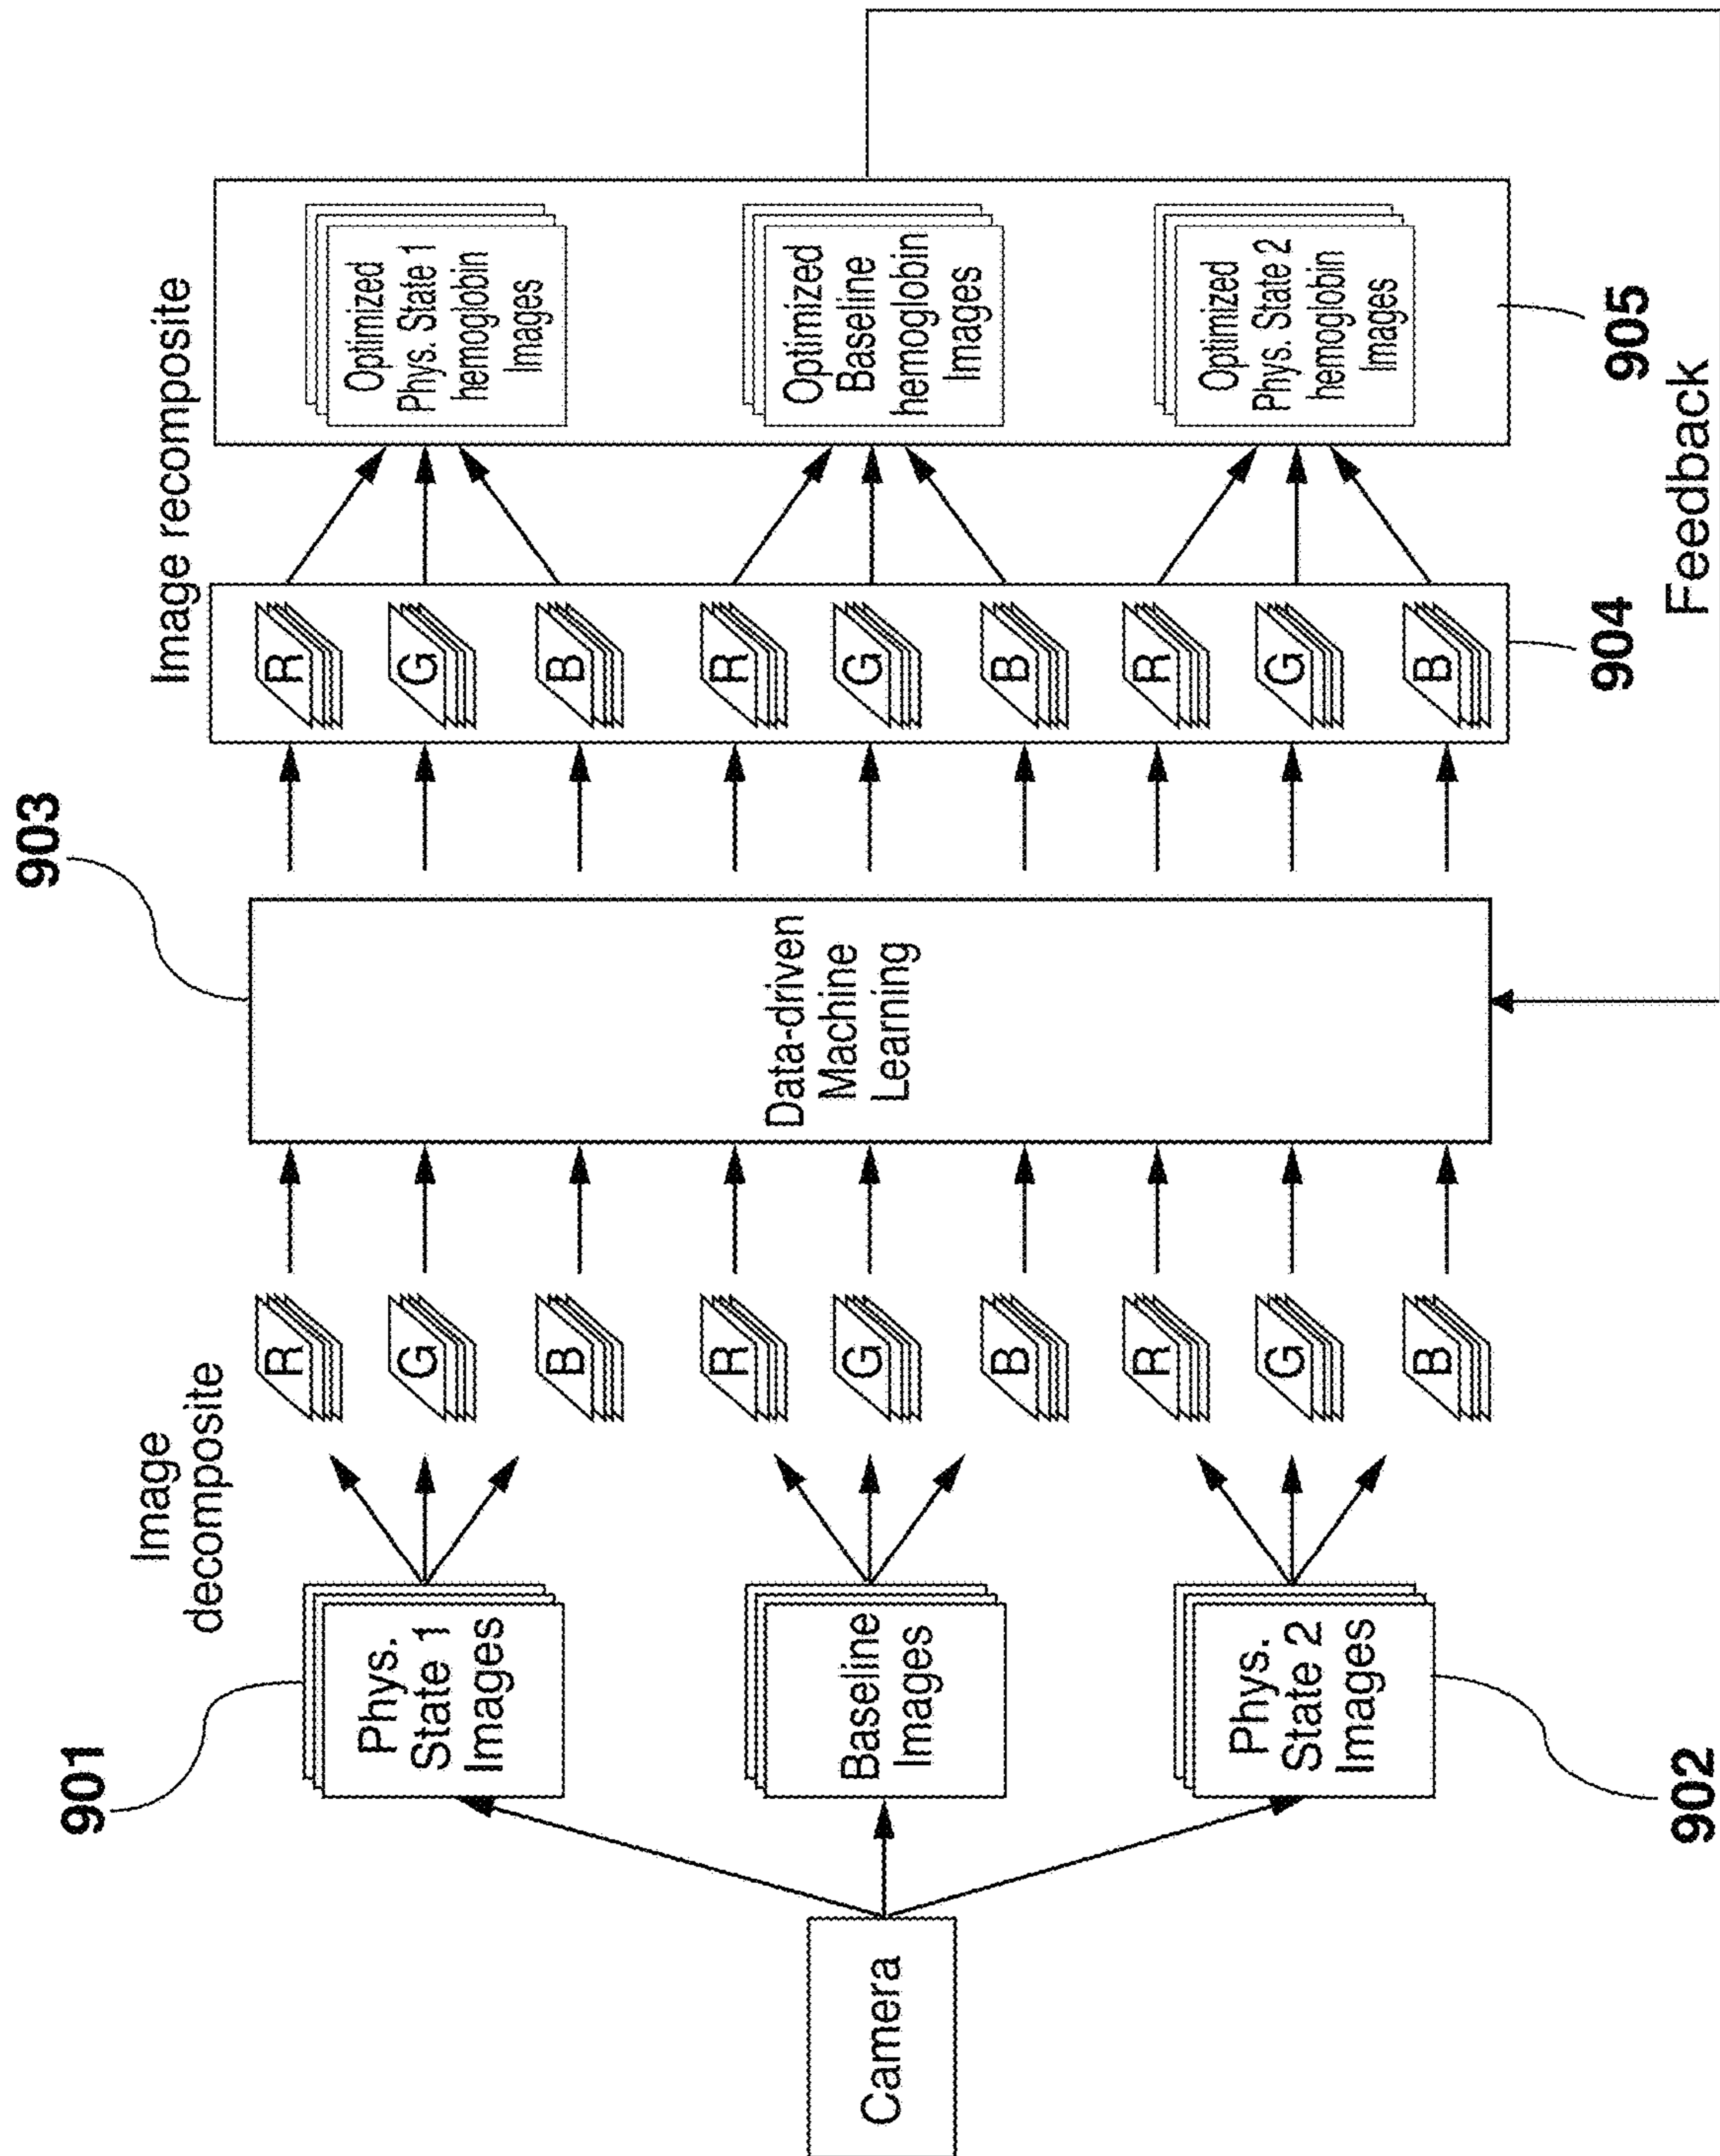 Camera
901
Phys.
State 1
Images
Baseline
Images
Phys.
State 2
Images
902
Image
decomposite
R
G
B
R
G
B
R
G
B
903
Data-driven
Machine
Learning
R
G
B
R
G
B
R
G
B
904
Image recomposite
Optimized
Phys. State 1
hemoglobin
Images
Optimized
Baseline
hemoglobin
Images
Optimized
Phys. State 2
hemoglobin
Images
905
Feedback